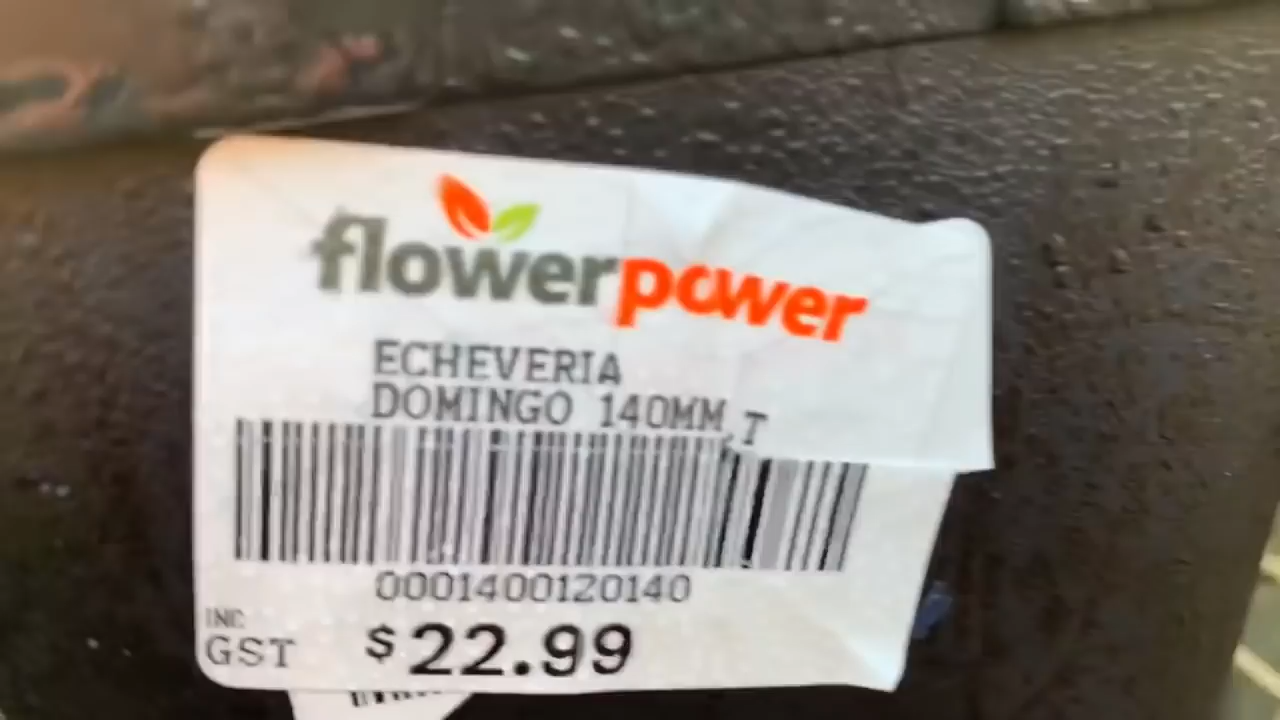 flowerpower
ECHEVERIA
DOMINGO 140MM T
0001400120140
INC
GST $22.99